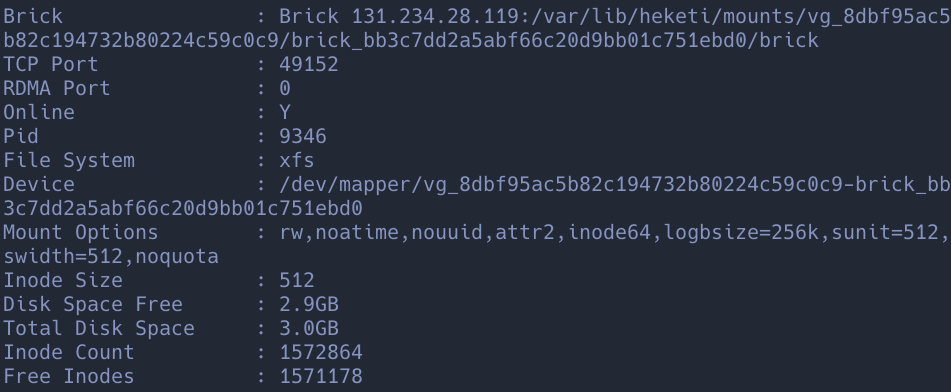 Brick                : Brick 131.234.28.119:/var/lib/heketi/mounts/vg_8dbf95ac5
b82c194732b80224c59c0c9/brick_bb3c7dd2a5abf66c20d9bb01c751ebd0/brick
TCP Port             : 49152
RDMA Port            : 0
Online               : Y
Pid                  : 9346
File System          : xfs
Device               : /dev/mapper/vg_8dbf95ac5b82c194732b80224c59c0c9-brick_bb
3c7dd2a5abf66c20d9bb01c751ebd0
Mount Options        : rw,noatime,nouuid,attr2,inode64,logbsize=256k,sunit=512,
swidth=512,noquota
Inode Size           : 512
Disk Space Free      : 2.9GB
Total Disk Space     : 3.0GB
Inode Count          : 1572864
Free Inodes          : 1571178